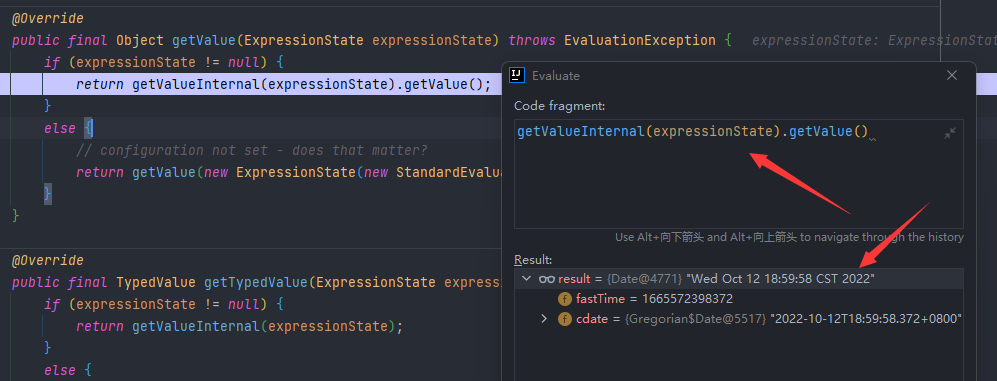 @Override
public final Object getValue(ExpressionState expressionState) throws EvaluationException {   expressionState: ExpressionStat
if (expressionState != null) {
return getValueInternal(expressionState).getValue();
}
else {
// configuration not set - does that matter?
return getValue(new ExpressionState(new StandardEvalua
}
}
@Override
public final TypedValue getTypedValue(ExpressionState express
if (expressionState != null) {
return getValueInternal(expressionState);
}
else {
IJ Evaluate
Code fragment:
getValueInternal(expressionState).getValue()
Use Alt+向下箭头 and Alt+向上箭头 to navigate through the history
Result:
result = {Date@4771} "Wed Oct 12 18:59:58 CST 2022"
f fastTime = 1665572398372
f cdate = {Gregorian$Date@5517} "2022-10-12T18:59:58.372+0800"